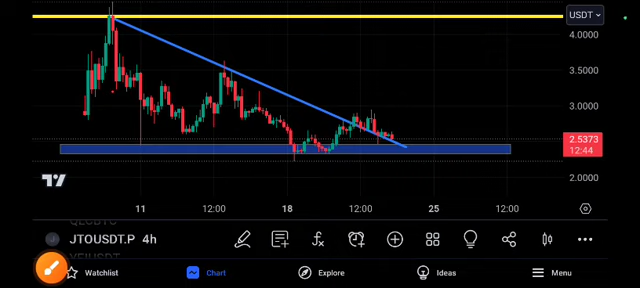 USDT
4.0000
3.5000
3.0000
2.5373
12:44
2.0000
11
12:00
18
12:00
25
12:00
JTOUSDT.P 4h
Watchlist
Chart
Explore
Ideas
Menu